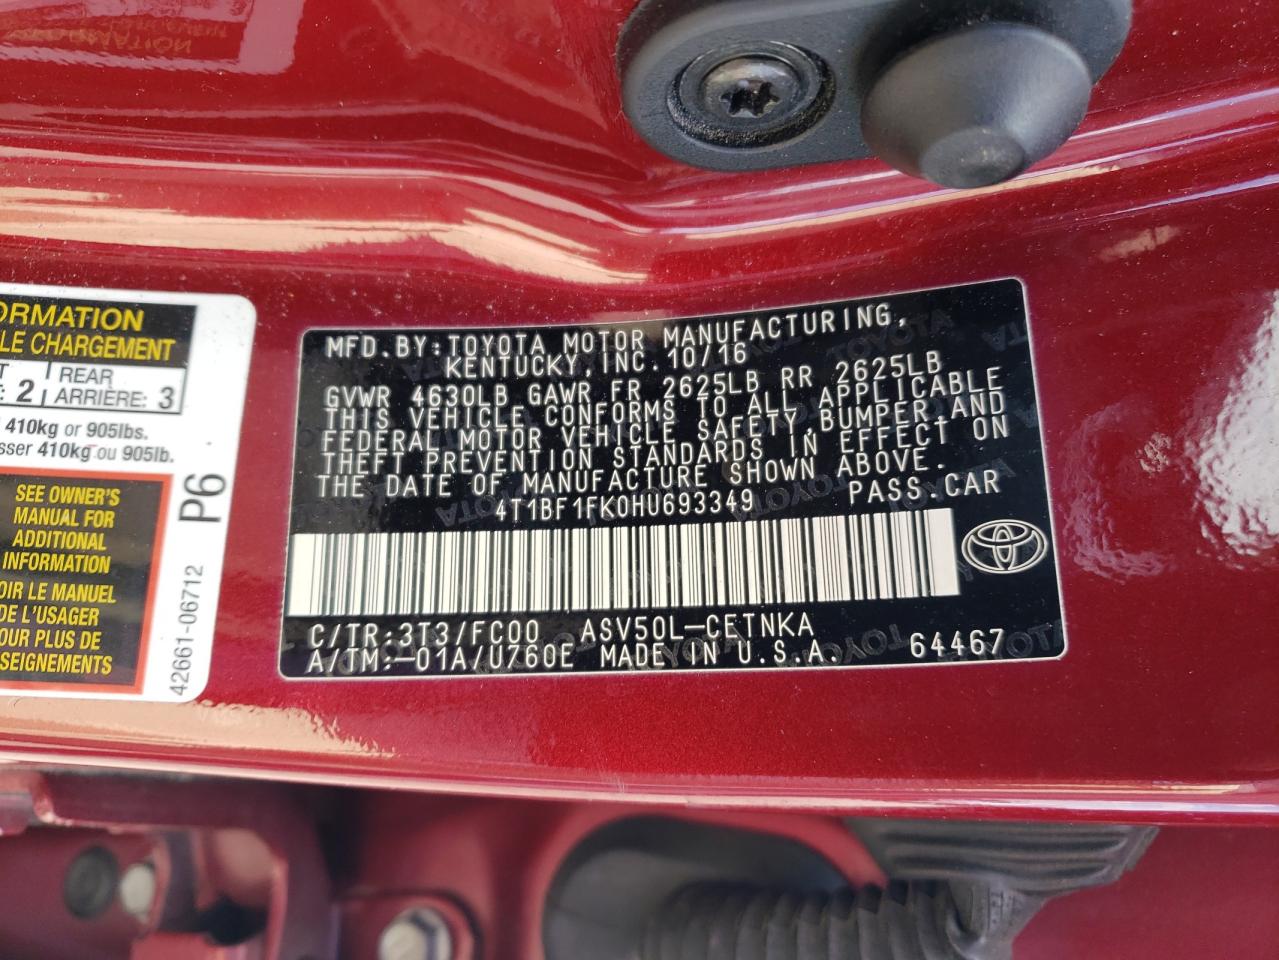 ORMATION
LE CHARGEMENT
2
REAR
ARRIÈRE: 3
410kg or 905lbs.
sser 410kg ou 905lb.
SEE OWNER'S
MANUAL FOR
ADDITIONAL
INFORMATION
OIR LE MANUEL
DE L'USAGER
OUR PLUS DE
SEIGNEMENTS
P6
42661-06712
MFD.BY:TOYOTA MOTOR MANUFACTURING,
KENTUCKY,INC.10/16
GVWR 4630LB GAWR FR 2625LB RR 2625LB
THIS VEHICLE CONFORMS TO ALL APPLICABLE
FEDERAL MOTOR VEHICLE SAFETY,BUMPER,AND
THEFT PREVENTION STANDARDS IN EFFECT ON
THE DATE OF MANUFACTURE SHOWN ABOVE.
4T1BF1FK0HU693349 PASS.CAR
C/TR:3T3/FC00 ASV50L-CETNKA
A/TM:-01A/U760E MADE IN U.S.A. 64467